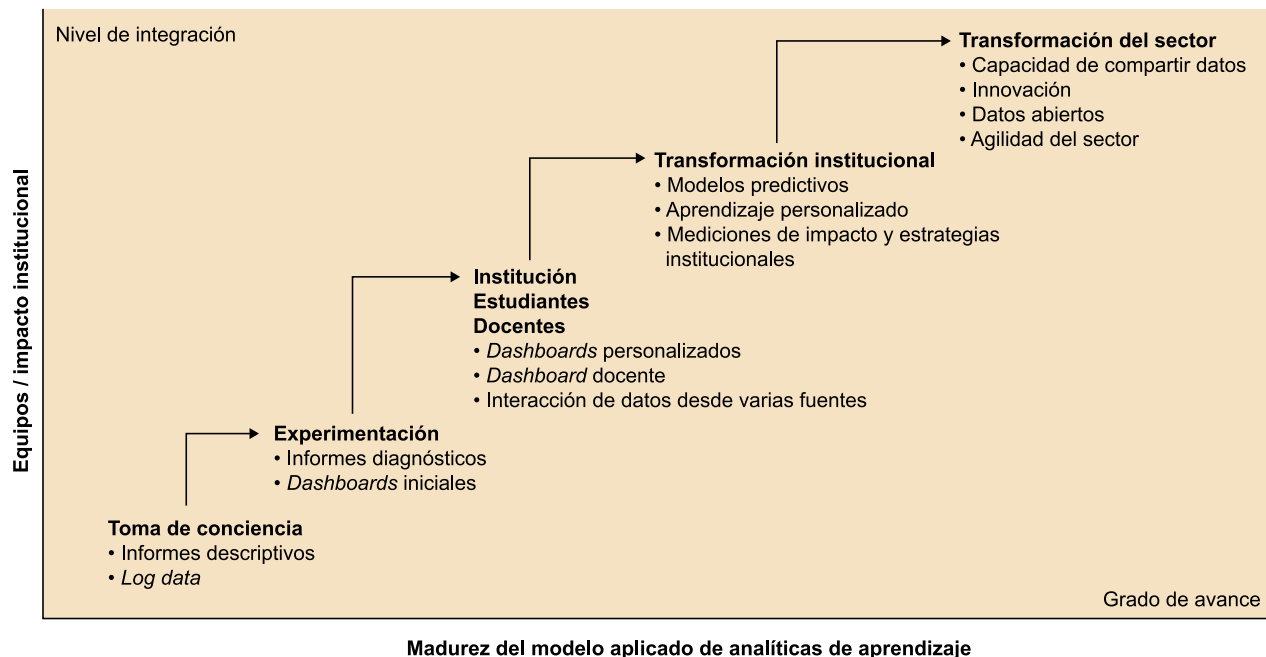 Nivel de integración
Transformación del sector
• Capacidad de compartir datos
• Innovación
• Datos abiertos
• Agilidad del sector
Transformación institucional
• Modelos predictivos
• Aprendizaje personalizado
• Mediciones de impacto y estrategias
institucionales
Institución
Estudiantes
Docentes
• Dashboards personalizados
• Dashboard docente
• Interacción de datos desde varias fuentes
Experimentación
• Informes diagnósticos
• Dashboards iniciales
Toma de conciencia
• Informes descriptivos
• Log data
Grado de avance
Equipos / impacto institucional
Madurez del modelo aplicado de analíticas de aprendizaje